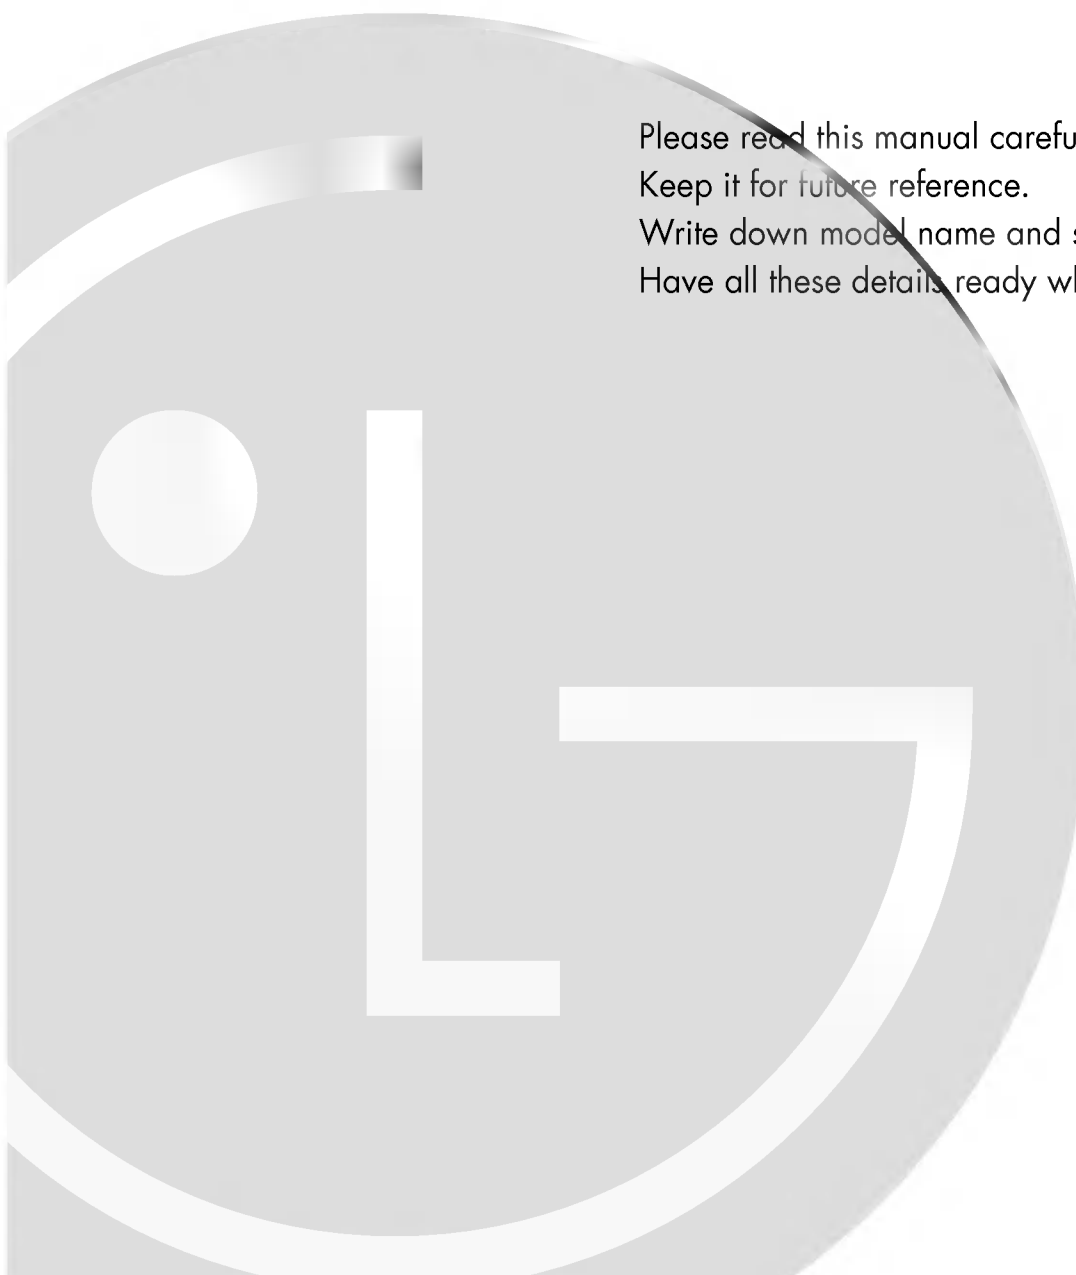 Please read this manual carefu
Keep it for future reference.
Write down model name and s
Have all these details ready wh